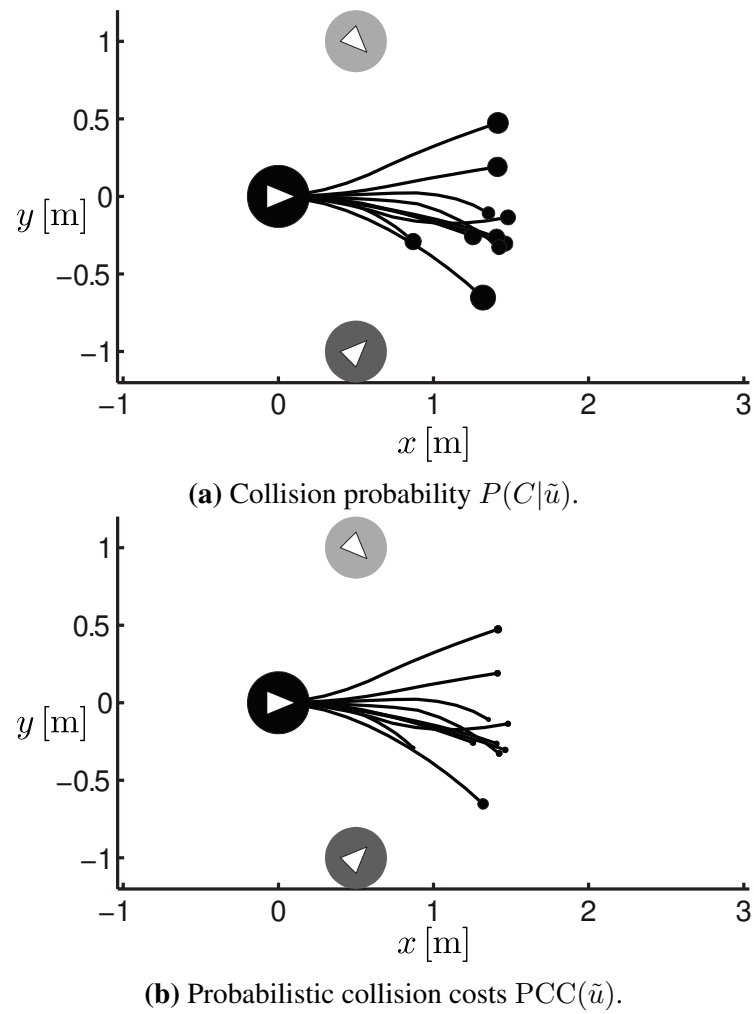 1
0.5
0
y [m]
−0.5
−1
−1 0 1 2 3
x [m]
(a) Collision probability P(C|ũ).
1
0.5
0
y [m]
−0.5
−1
−1 0 1 2 3
x [m]
(b) Probabilistic collision costs PCC(ũ).